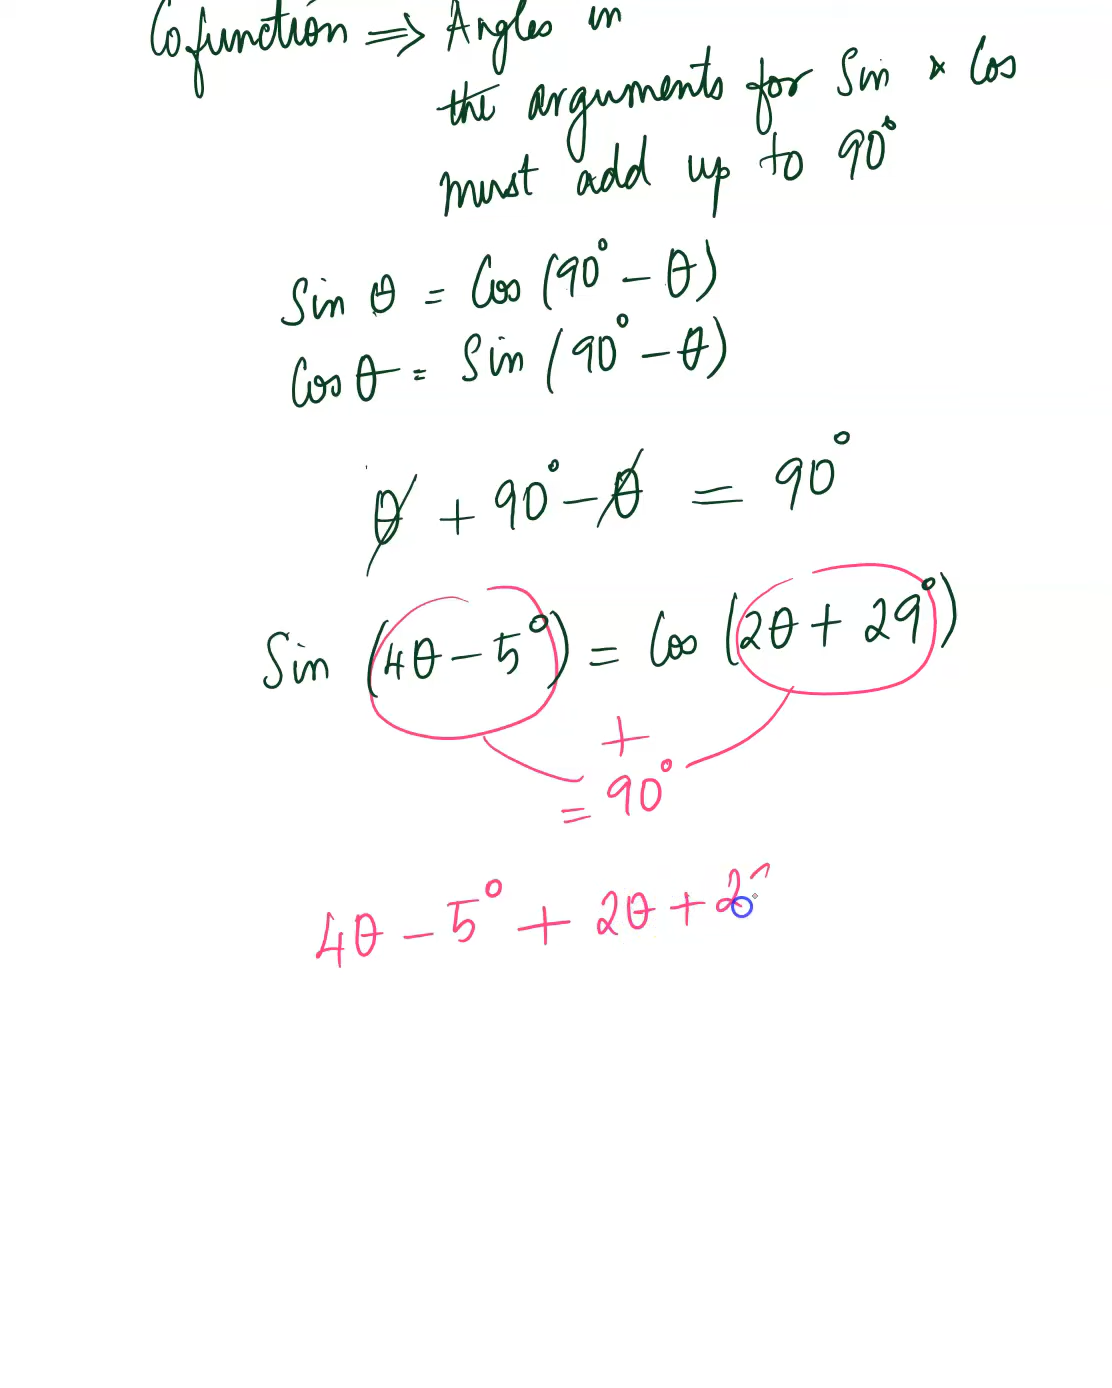 Cofunction ⇒ Angles in
the arguments for Sin & Cos
must add up to 90°
Sin θ = Cos (90° − θ)
Cos θ = Sin (90° − θ)
θ + 90° − θ = 90°
Sin (4θ − 5°) = Cos (2θ + 29°)
+
= 90°
4θ − 5° + 2θ + 2